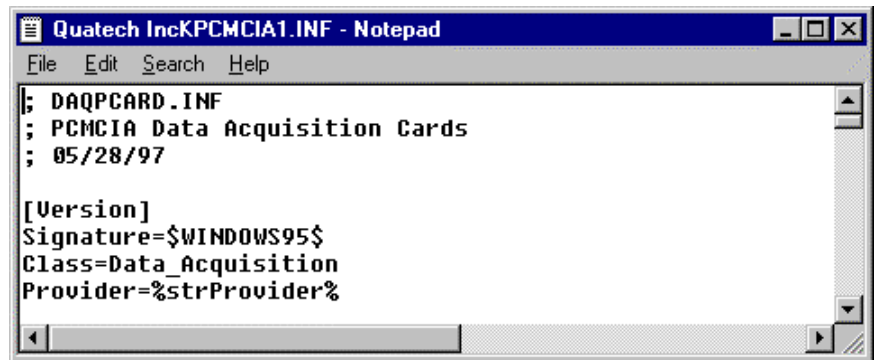 Quatech IncKPCMCIA1.INF - Notepad
File Edit Search Help
; DAQPCARD.INF
; PCMCIA Data Acquisition Cards
; 05/28/97

[Version]
Signature=$WINDOWS95$
Class=Data_Acquisition
Provider=%strProvider%